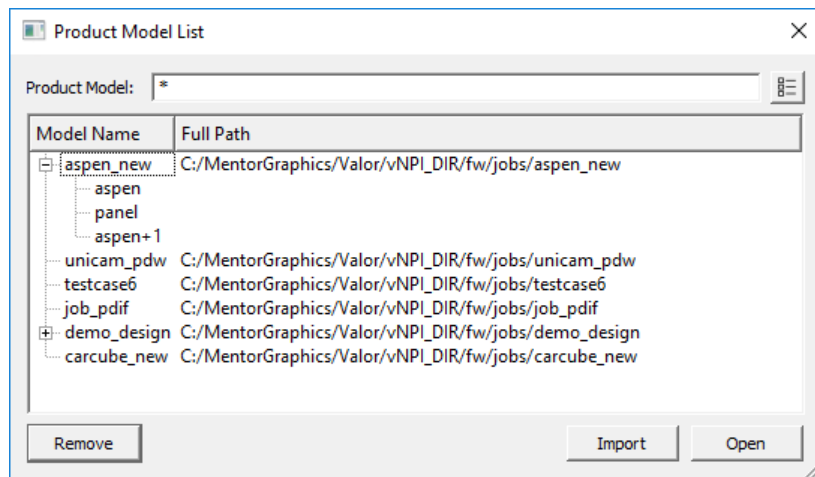 Product Model List
Product Model: *
Model Name Full Path
aspen_new C:/MentorGraphics/Valor/vNPI_DIR/fw/jobs/aspen_new
aspen
panel
aspen+1
unicam_pdw C:/MentorGraphics/Valor/vNPI_DIR/fw/jobs/unicam_pdw
testcase6 C:/MentorGraphics/Valor/vNPI_DIR/fw/jobs/testcase6
job_pdif C:/MentorGraphics/Valor/vNPI_DIR/fw/jobs/job_pdif
demo_design C:/MentorGraphics/Valor/vNPI_DIR/fw/jobs/demo_design
carcube_new C:/MentorGraphics/Valor/vNPI_DIR/fw/jobs/carcube_new
Remove Import Open